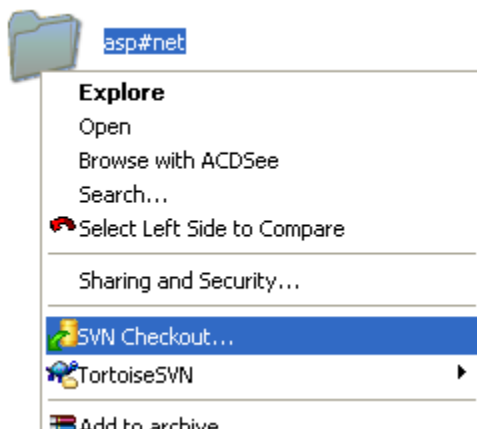 asp#net
Explore
Open
Browse with ACDSee
Search...
Select Left Side to Compare
Sharing and Security...
SVN Checkout...
TortoiseSVN
Add to archive